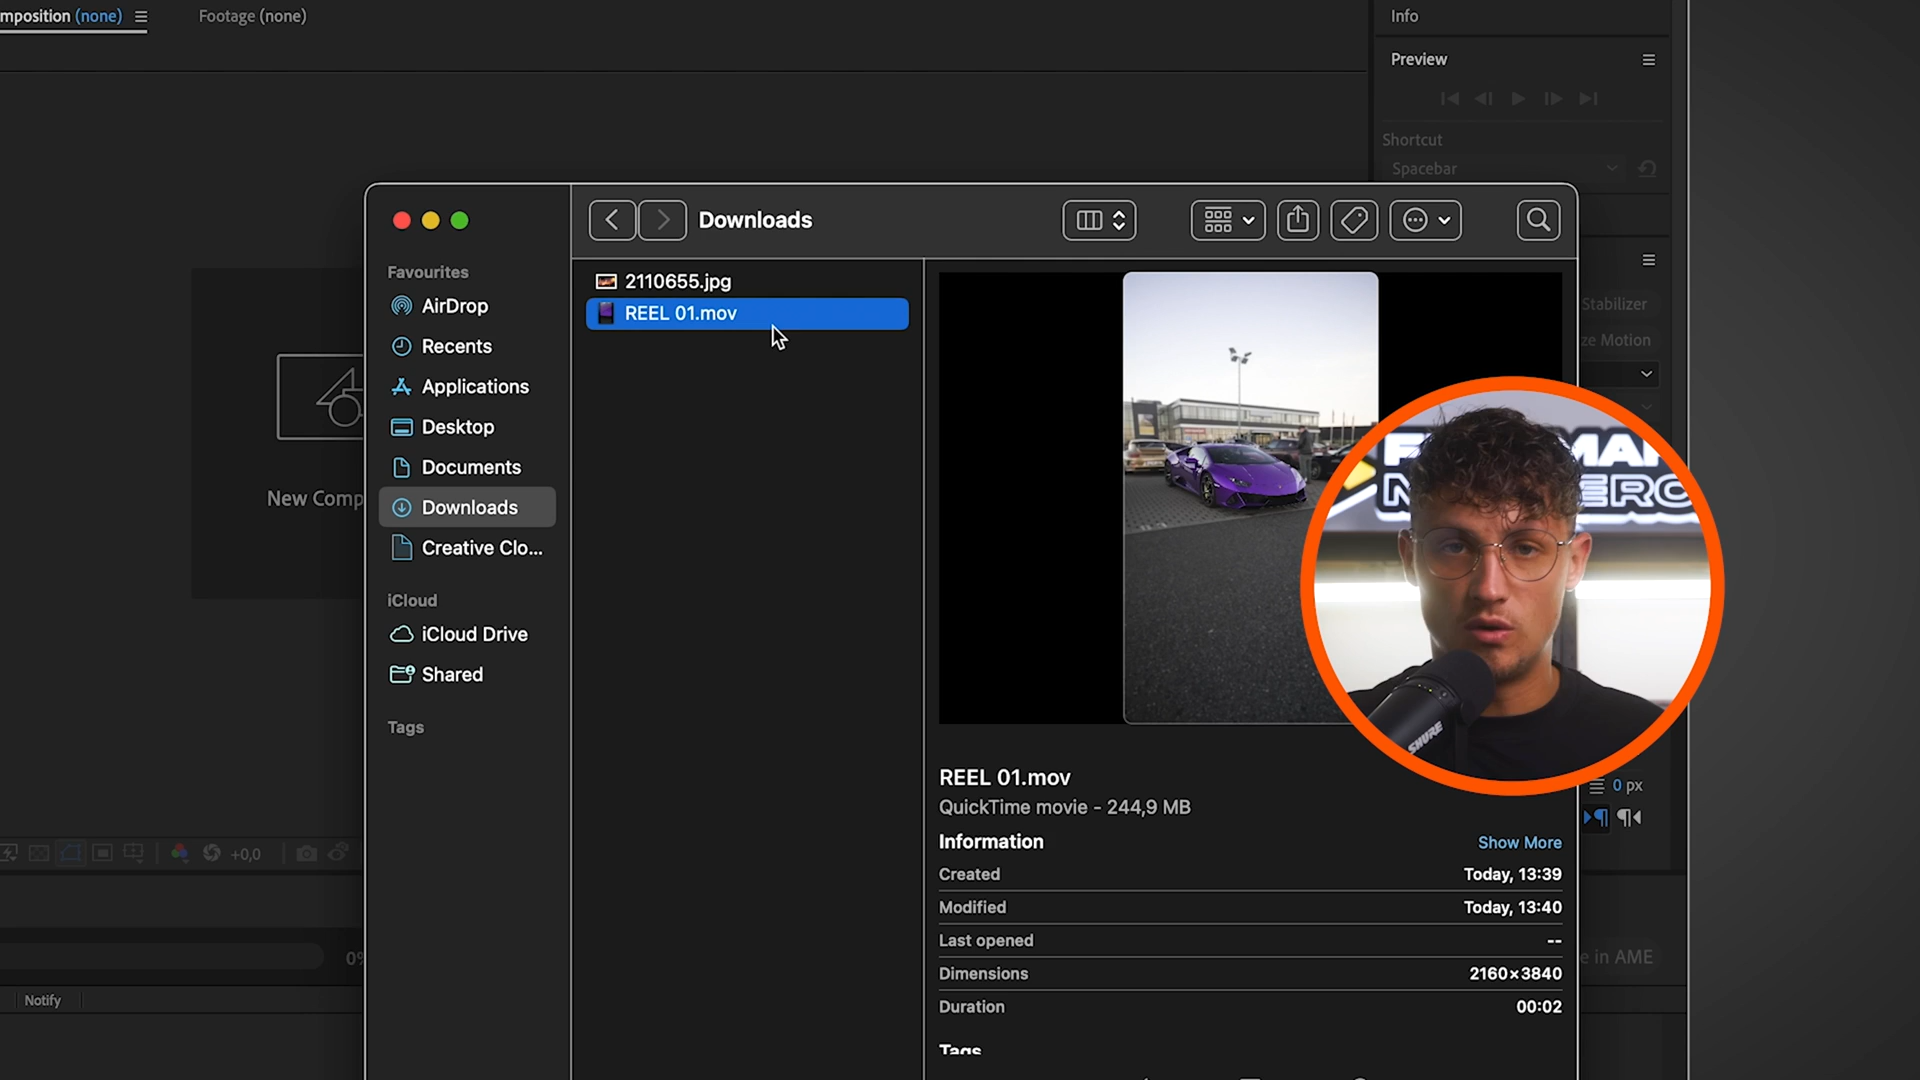 mposition (none)
Footage (none)
Info
Preview
Shortcut
Spacebar
Downloads
Favourites
AirDrop
Recents
Applications
Desktop
Documents
Downloads
Creative Clo...
iCloud
iCloud Drive
Shared
Tags
2110655.jpg
REEL 01.mov
Stabilizer
ze Motion
New Comp
SHURE
REEL 01.mov
QuickTime movie - 244,9 MB
Information
Show More
Created
Today, 13:39
Modified
Today, 13:40
Last opened
--
Dimensions
2160×3840
Duration
00:02
Tags
0 px
+0,0
0%
e in AME
Notify